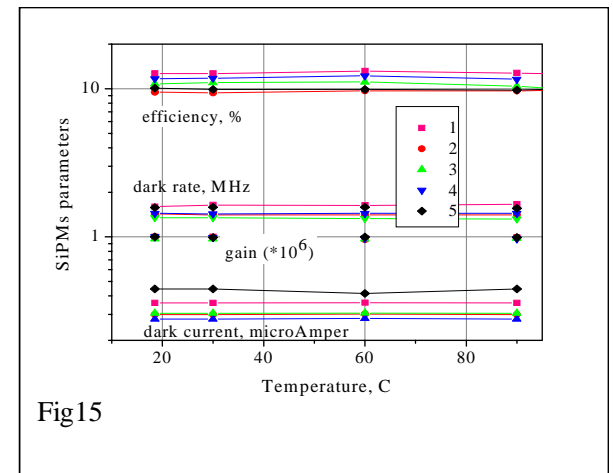 10
1
SiPMs parameters
efficiency, %
dark rate, MHz
gain (*10^6)
dark current, microAmper
1
2
3
4
5
20 40 60 80
Temperature, C
Fig15